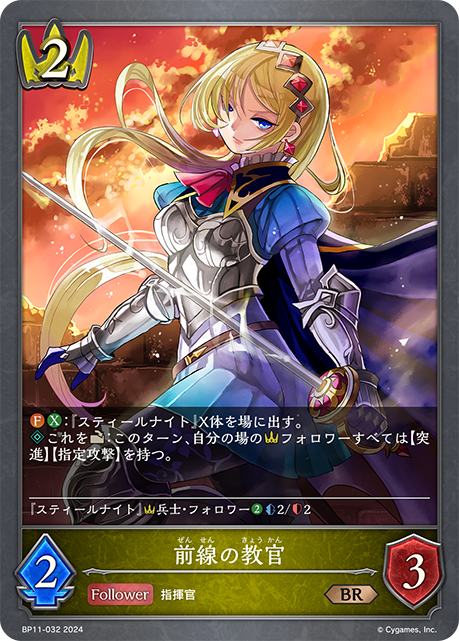 2
F X:『スティールナイト』X体を場に出す。
これを:このターン、自分の場のフォロワーすべては【突
進】【指定攻撃】を持つ。
『スティールナイト』兵士・フォロワー2 2/2
ぜんせん きょうかん
前線の教官
2
Follower 指揮官
BR
3
BP11-032 2024
© Cygames, Inc.